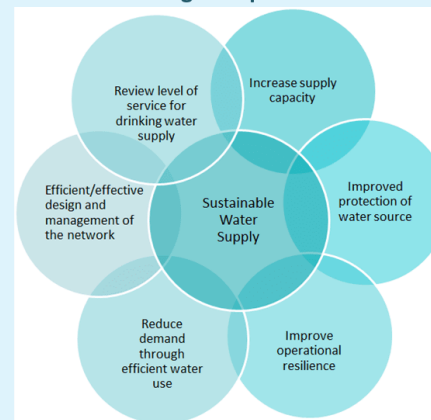 Review level of
service for
drinking water
supply
Increase supply
capacity
Efficient/effective
design and
management of
the network
Sustainable
Water
Supply
Improved
protection of
water source
Reduce
demand
through
efficient water
use
Improve
operational
resilience